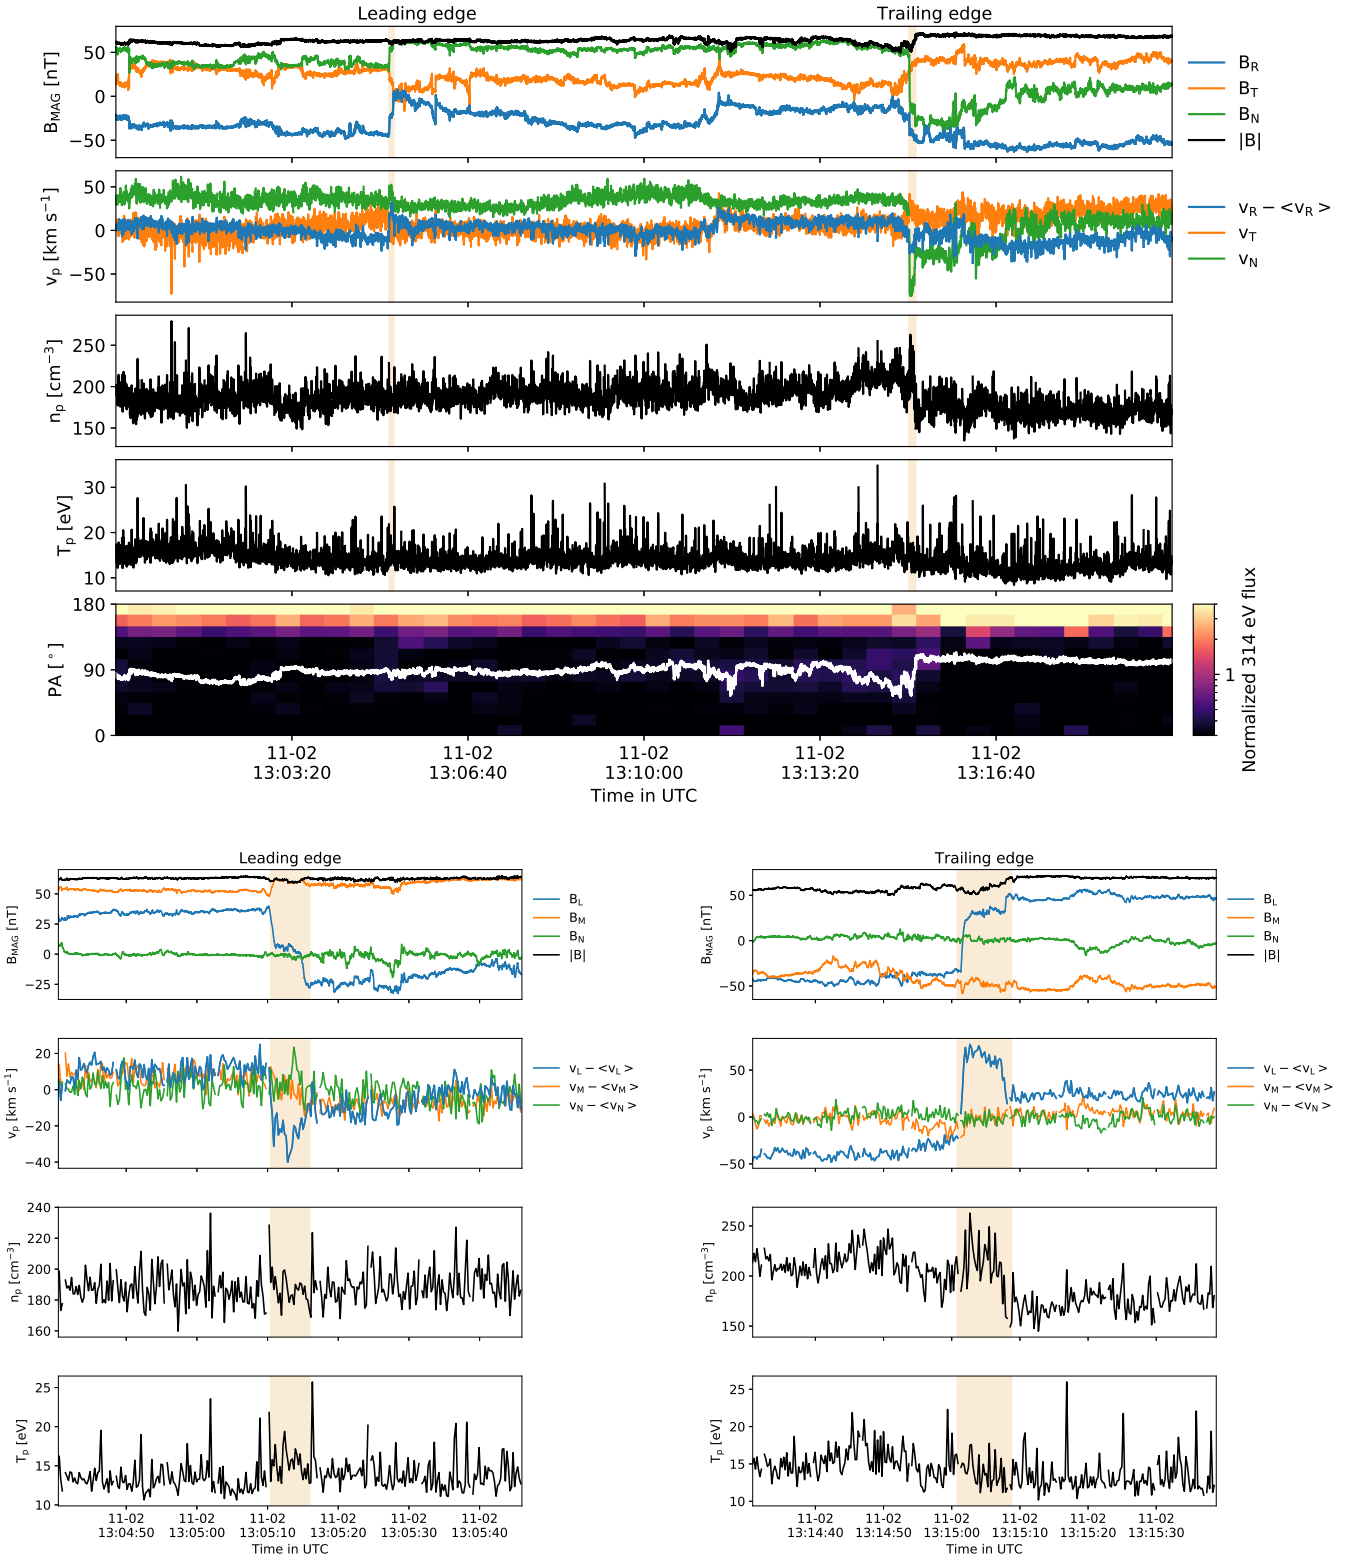 Leading edge
Trailing edge
B_MAG [nT]
50
0
−50
B_R
B_T
B_N
|B|
v_p [km s⁻¹]
50
0
−50
v_R − <v_R>
v_T
v_N
n_p [cm⁻³]
250
200
150
T_p [eV]
30
20
10
PA [°]
180
90
0
1
Normalized 314 eV flux
11-02 11-02 11-02 11-02 11-02
13:03:20 13:06:40 13:10:00 13:13:20 13:16:40
Time in UTC
Leading edge
B_MAG [nT]
50
25
0
−25
B_L
B_M
B_N
|B|
v_p [km s⁻¹]
20
0
−20
−40
v_L − <v_L>
v_M − <v_M>
v_N − <v_N>
n_p [cm⁻³]
240
220
200
180
160
T_p [eV]
25
20
15
10
11-02 11-02 11-02 11-02 11-02 11-02
13:04:50 13:05:00 13:05:10 13:05:20 13:05:30 13:05:40
Time in UTC
Trailing edge
B_MAG [nT]
50
0
−50
B_L
B_M
B_N
|B|
v_p [km s⁻¹]
50
0
−50
v_L − <v_L>
v_M − <v_M>
v_N − <v_N>
n_p [cm⁻³]
250
200
150
T_p [eV]
25
20
15
10
11-02 11-02 11-02 11-02 11-02 11-02
13:14:40 13:14:50 13:15:00 13:15:10 13:15:20 13:15:30
Time in UTC